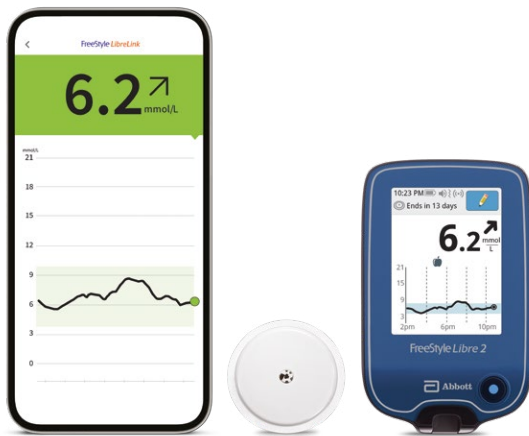 FreeStyle LibreLink
6.2
mmol/L
mmol/L
21
18
15
12
9
6
3
0
10:23 PM
Ends in 13 days
6.2 mmol
L
21
15
9
3
2pm 6pm 10pm
FreeStyle Libre 2
Abbott